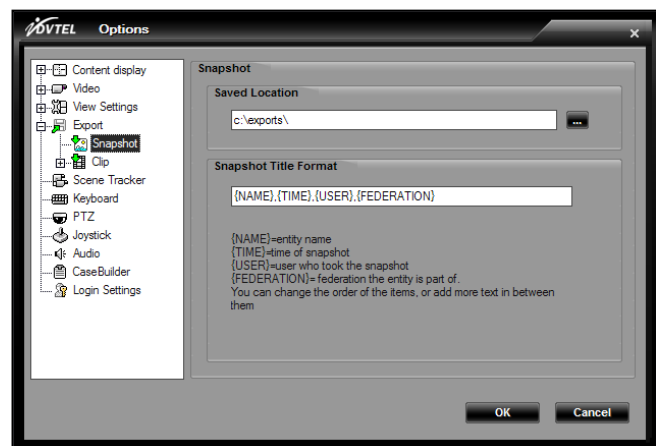 DVTEL Options
Content display
Video
View Settings
Export
Snapshot
Clip
Scene Tracker
Keyboard
PTZ
Joystick
Audio
CaseBuilder
Login Settings
Snapshot
Saved Location
c:\exports\
...
Snapshot Title Format
{NAME},{TIME},{USER},{FEDERATION}
{NAME}=entity name
{TIME}=time of snapshot
{USER}=user who took the snapshot
{FEDERATION}= federation the entity is part of.
You can change the order of the items, or add more text in between
them
OK
Cancel